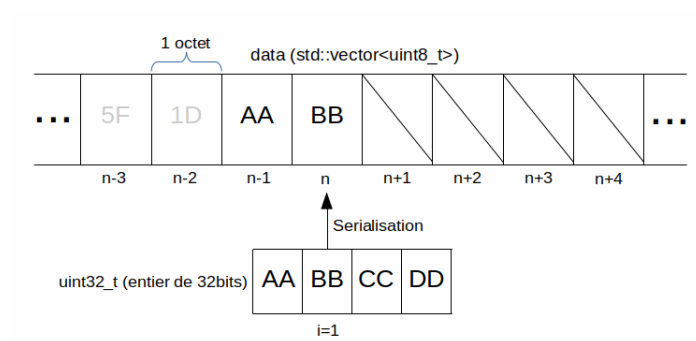 1 octet
data (std::vector<uint8_t>)
... 5F 1D AA BB ...
n-3 n-2 n-1 n n+1 n+2 n+3 n+4
Serialisation
uint32_t (entier de 32bits) AA BB CC DD
i=1